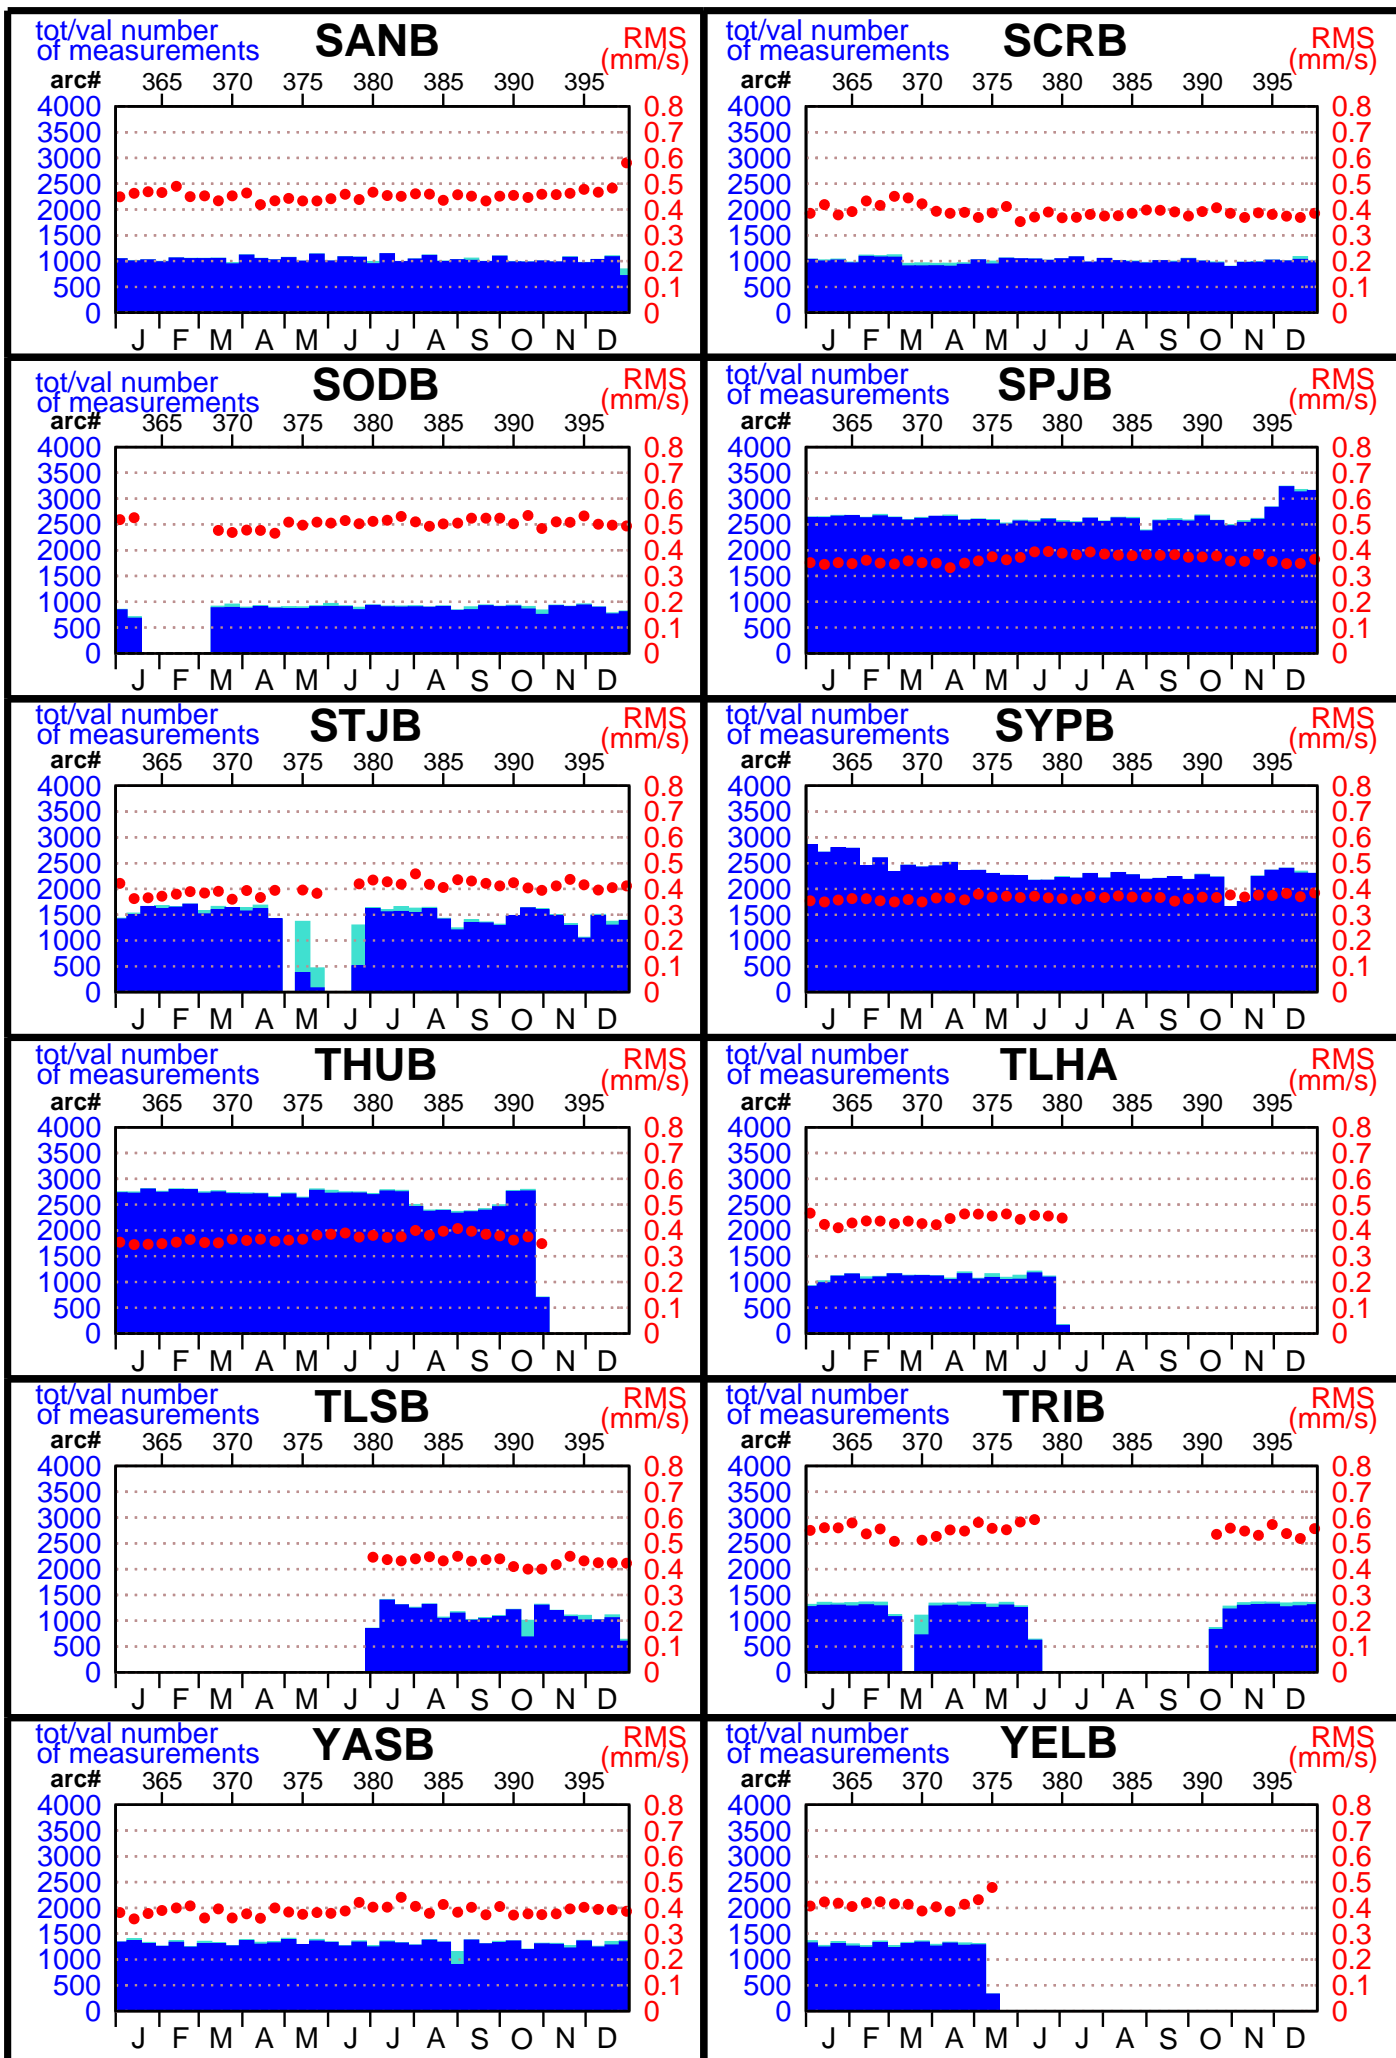 tot/val number SANB RMS
of measurements (mm/s)
arc# 365 370 375 380 385 390 395
4000 0.8
3500 0.7
3000 0.6
2500 0.5
2000 0.4
1500 0.3
1000 0.2
500 0.1
0 0
J F M A M J J A S O N D
tot/val number SCRB RMS
of measurements (mm/s)
arc# 365 370 375 380 385 390 395
4000 0.8
3500 0.7
3000 0.6
2500 0.5
2000 0.4
1500 0.3
1000 0.2
500 0.1
0 0
J F M A M J J A S O N D
tot/val number SODB RMS
of measurements (mm/s)
arc# 365 370 375 380 385 390 395
4000 0.8
3500 0.7
3000 0.6
2500 0.5
2000 0.4
1500 0.3
1000 0.2
500 0.1
0 0
J F M A M J J A S O N D
tot/val number SPJB RMS
of measurements (mm/s)
arc# 365 370 375 380 385 390 395
4000 0.8
3500 0.7
3000 0.6
2500 0.5
2000 0.4
1500 0.3
1000 0.2
500 0.1
0 0
J F M A M J J A S O N D
tot/val number STJB RMS
of measurements (mm/s)
arc# 365 370 375 380 385 390 395
4000 0.8
3500 0.7
3000 0.6
2500 0.5
2000 0.4
1500 0.3
1000 0.2
500 0.1
0 0
J F M A M J J A S O N D
tot/val number SYPB RMS
of measurements (mm/s)
arc# 365 370 375 380 385 390 395
4000 0.8
3500 0.7
3000 0.6
2500 0.5
2000 0.4
1500 0.3
1000 0.2
500 0.1
0 0
J F M A M J J A S O N D
tot/val number THUB RMS
of measurements (mm/s)
arc# 365 370 375 380 385 390 395
4000 0.8
3500 0.7
3000 0.6
2500 0.5
2000 0.4
1500 0.3
1000 0.2
500 0.1
0 0
J F M A M J J A S O N D
tot/val number TLHA RMS
of measurements (mm/s)
arc# 365 370 375 380 385 390 395
4000 0.8
3500 0.7
3000 0.6
2500 0.5
2000 0.4
1500 0.3
1000 0.2
500 0.1
0 0
J F M A M J J A S O N D
tot/val number TLSB RMS
of measurements (mm/s)
arc# 365 370 375 380 385 390 395
4000 0.8
3500 0.7
3000 0.6
2500 0.5
2000 0.4
1500 0.3
1000 0.2
500 0.1
0 0
J F M A M J J A S O N D
tot/val number TRIB RMS
of measurements (mm/s)
arc# 365 370 375 380 385 390 395
4000 0.8
3500 0.7
3000 0.6
2500 0.5
2000 0.4
1500 0.3
1000 0.2
500 0.1
0 0
J F M A M J J A S O N D
tot/val number YASB RMS
of measurements (mm/s)
arc# 365 370 375 380 385 390 395
4000 0.8
3500 0.7
3000 0.6
2500 0.5
2000 0.4
1500 0.3
1000 0.2
500 0.1
0 0
J F M A M J J A S O N D
tot/val number YELB RMS
of measurements (mm/s)
arc# 365 370 375 380 385 390 395
4000 0.8
3500 0.7
3000 0.6
2500 0.5
2000 0.4
1500 0.3
1000 0.2
500 0.1
0 0
J F M A M J J A S O N D